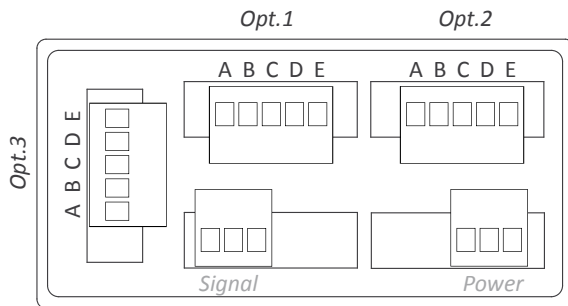 Opt.1 Opt.2
A B C D E A B C D E
Opt.3
A B C D E
Signal Power